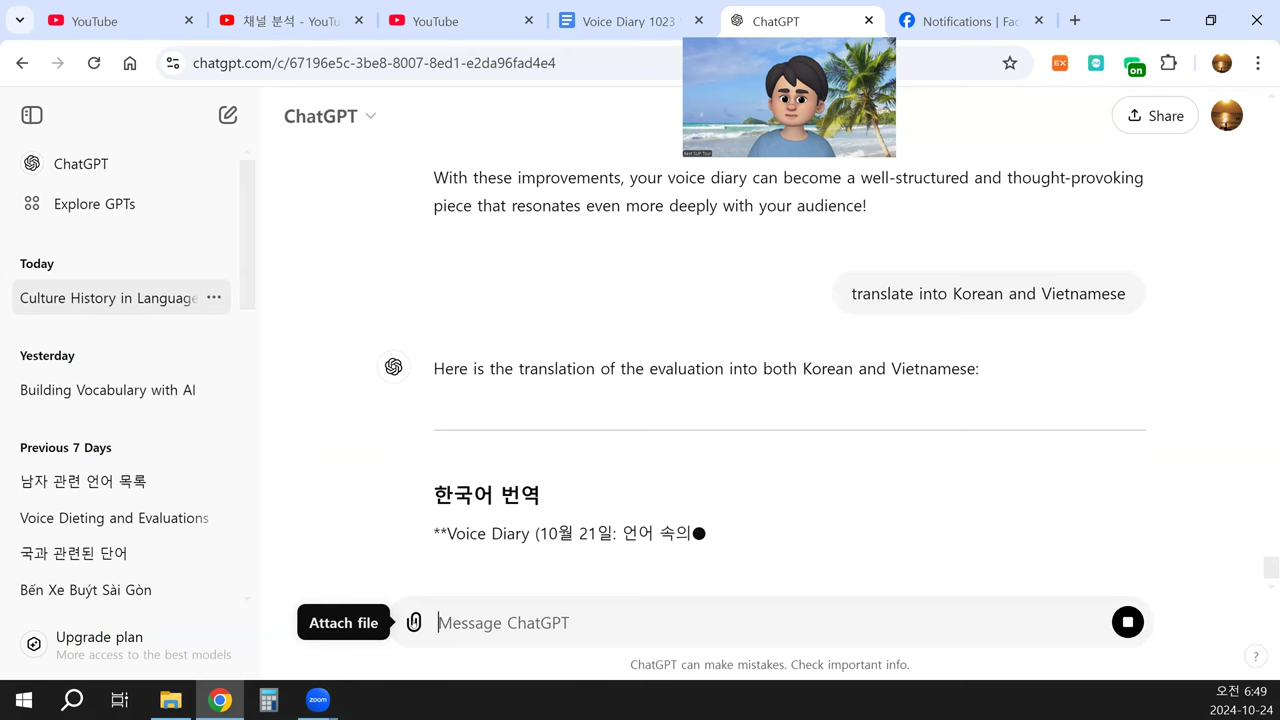 YouTube
채널 분석 - YouTu
YouTube
Voice Diary 1023
ChatGPT
Notifications | Fac
chatgpt.com/c/67196e5c-3be8-8007-8ed1-e2da96fad4e4
EX
on
ChatGPT
Share
ChatGPT
Explore GPTs
Today
Culture History in Language
Yesterday
Building Vocabulary with AI
Previous 7 Days
남자 관련 언어 목록
Voice Dieting and Evaluations
국과 관련된 단어
Bến Xe Buýt Sài Gòn
Upgrade plan
More access to the best models
With these improvements, your voice diary can become a well-structured and thought-provoking
piece that resonates even more deeply with your audience!
translate into Korean and Vietnamese
Here is the translation of the evaluation into both Korean and Vietnamese:
한국어 번역
**Voice Diary (10월 21일: 언어 속의
Attach file
Message ChatGPT
ChatGPT can make mistakes. Check important info.
?
zoom
오전 6:49
2024-10-24